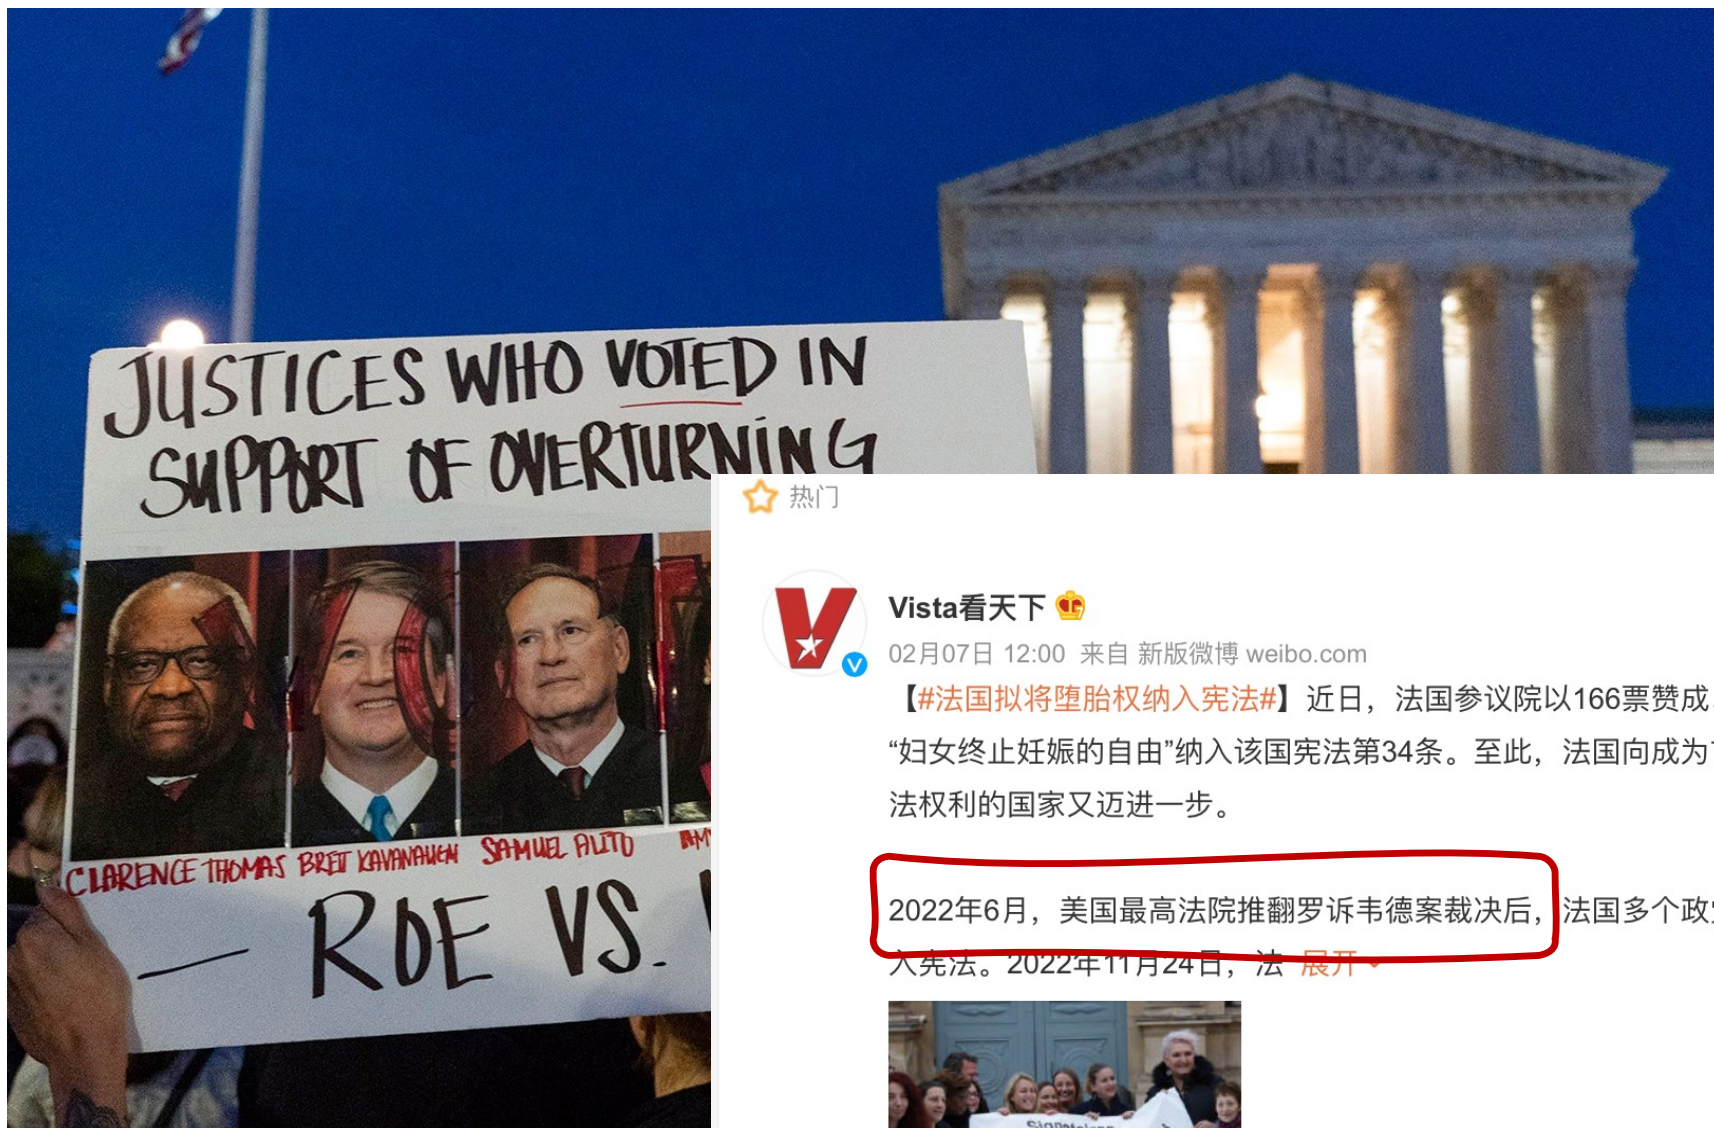 JUSTICES WHO VOTED IN
SUPPORT OF OVERTURNING
CLARENCE THOMAS BRETT KAVANAUGH SAMUEL ALITO
— ROE VS.
热门
Vista看天下
02月07日 12:00 来自 新版微博 weibo.com
【#法国拟将堕胎权纳入宪法#】近日，法国参议院以166票赞成
“妇女终止妊娠的自由”纳入该国宪法第34条。至此，法国向成为
法权利的国家又迈进一步。
2022年6月，美国最高法院推翻罗诉韦德案裁决后，法国多个政
入宪法。2022年11月24日，法 展开